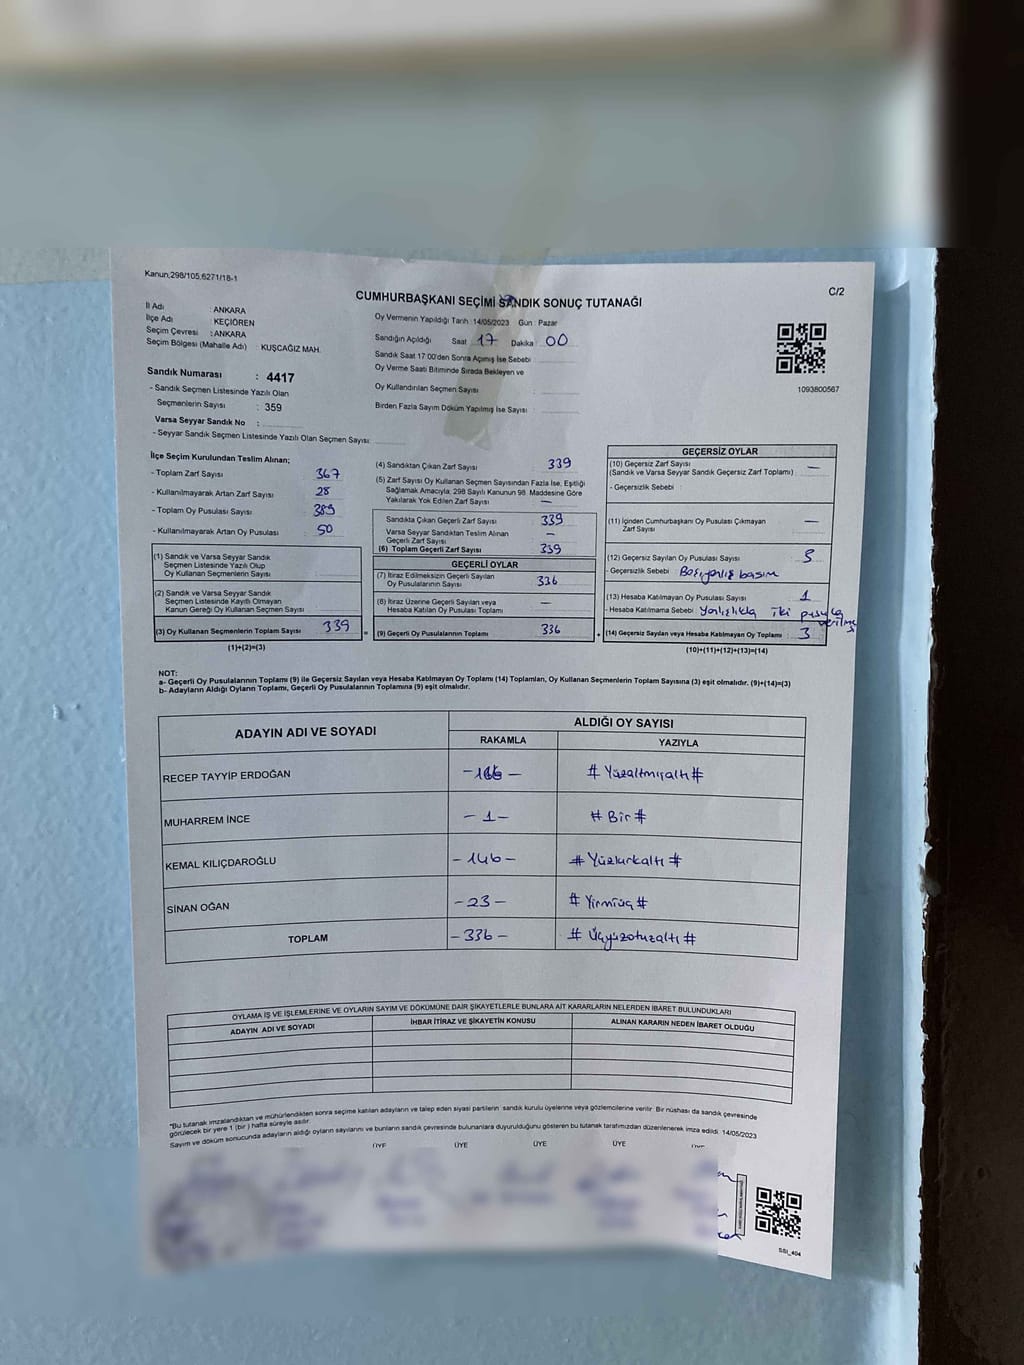 Kanun,298/105,6271/18-1
C/2
CUMHURBAŞKANI SEÇİMİ SANDIK SONUÇ TUTANAĞI
İl Adı : ANKARA
İlçe Adı : KEÇİÖREN
Seçim Çevresi : ANKARA
Seçim Bölgesi (Mahalle Adı) : KUŞCAĞIZ MAH.
Oy Vermenin Yapıldığı Tarih :14/05/2023 Gün : Pazar
Sandığın Açıldığı Saat 17 Dakika 00
Sandık Saat 17:00'den Sonra Açımış İse Sebebi :
Oy Verme Saati Bitiminde Sırada Bekleyen ve
Oy Kullandırılan Seçmen Sayısı :
Birden Fazla Sayım Döküm Yapılmış İse Sayısı :
1093800567
Sandık Numarası : 4417
- Sandık Seçmen Listesinde Yazılı Olan
Seçmenlerin Sayısı : 359
Varsa Seyyar Sandık No :
- Seyyar Sandık Seçmen Listesinde Yazılı Olan Seçmen Sayısı:
İlçe Seçim Kurulundan Teslim Alınan;
- Toplam Zarf Sayısı 367
- Kullanılmayarak Artan Zarf Sayısı 28
- Toplam Oy Pusulası Sayısı 389
- Kullanılmayarak Artan Oy Pusulası 50
(1) Sandık ve Varsa Seyyar Sandık
Seçmen Listesinde Yazılı Olup
Oy Kullanan Seçmenlerin Sayısı
(2) Sandık ve Varsa Seyyar Sandık
Seçmen Listesinde Kayıtlı Olmayan
Kanun Gereği Oy Kullanan Seçmen Sayısı
(3) Oy Kullanan Seçmenlerin Toplam Sayısı 339
(1)+(2)=(3)
(4) Sandıktan Çıkan Zarf Sayısı 339
(5) Zarf Sayısı Oy Kullanan Seçmen Sayısından Fazla İse, Eşitliği
Sağlamak Amacıyla; 298 Sayılı Kanunun 98. Maddesine Göre
Yakılarak Yok Edilen Zarf Sayısı —
Sandıkta Çıkan Geçerli Zarf Sayısı 339
Varsa Seyyar Sandıktan Teslim Alınan
Geçerli Zarf Sayısı —
(6) Toplam Geçerli Zarf Sayısı 339
GEÇERLİ OYLAR
(7) İtiraz Edilmeksizin Geçerli Sayılan
Oy Pusulalarının Sayısı 336
(8) İtiraz Üzerine Geçerli Sayılan veya
Hesaba Katılan Oy Pusulası Toplamı —
= (9) Geçerli Oy Pusulalarının Toplamı 336
GEÇERSİZ OYLAR
(10) Geçersiz Zarf Sayısı
(Sandık ve Varsa Seyyar Sandık Geçersiz Zarf Toplamı) : —
- Geçersizlik Sebebi :
(11) İçinden Cumhurbaşkanı Oy Pusulası Çıkmayan
Zarf Sayısı —
(12) Geçersiz Sayılan Oy Pusulası Sayısı
- Geçersizlik Sebebi : Boş, yanlış basım
(13) Hesaba Katılmayan Oy Pusulası Sayısı 1
- Hesaba Katılmama Sebebi : Yanlışlıkla iki pusula
verilmiş
+ (14) Geçersiz Sayılan veya Hesaba Katılmayan Oy Toplamı : 3
(10)+(11)+(12)+(13)=(14)
NOT:
a- Geçerli Oy Pusulalarının Toplamı (9) ile Geçersiz Sayılan veya Hesaba Katılmayan Oy Toplamı (14) Toplamları, Oy Kullanan Seçmenlerin Toplam Sayısına (3) eşit olmalıdır. (9)+(14)=(3)
b- Adayların Aldığı Oyların Toplamı, Geçerli Oy Pusulalarının Toplamına (9) eşit olmalıdır.
ADAYIN ADI VE SOYADI
ALDIĞI OY SAYISI
RAKAMLA YAZIYLA
RECEP TAYYİP ERDOĞAN -166- # Yüzaltmışaltı #
MUHARREM İNCE -1- # Bir #
KEMAL KILIÇDAROĞLU -146- # Yüzkırkaltı #
SİNAN OĞAN -23- # Yirmiüç #
TOPLAM -336- # Üçyüzotuzaltı #
OYLAMA İŞ VE İŞLEMLERİNE VE OYLARIN SAYIM VE DÖKÜMÜNE DAİR ŞİKAYETLERLE BUNLARA AİT KARARLARIN NELERDEN İBARET BULUNDUKLARI
ADAYIN ADI VE SOYADI İHBAR İTİRAZ VE ŞİKAYETİN KONUSU ALINAN KARARIN NEDEN İBARET OLDUĞU
"Bu tutanak imzalandıktan ve mühürlendikten sonra seçime katılan adayların ve talep eden siyasi partilerin sandık kurulu üyelerine veya gözlemcilerine verilir. Bir nüshası da sandık çevresinde
görülecek bir yere 1 (bir) hafta süreyle asılır.
Sayım ve döküm sonucunda adayların aldığı oyların sayılarını ve bunların sandık çevresinde bulunanlara duyurulduğunu gösteren bu tutanak tarafımızdan düzenlenerek imza edildi. 14/05/2023
ÜYE ÜYE ÜYE ÜYE ÜYE
SSI_404